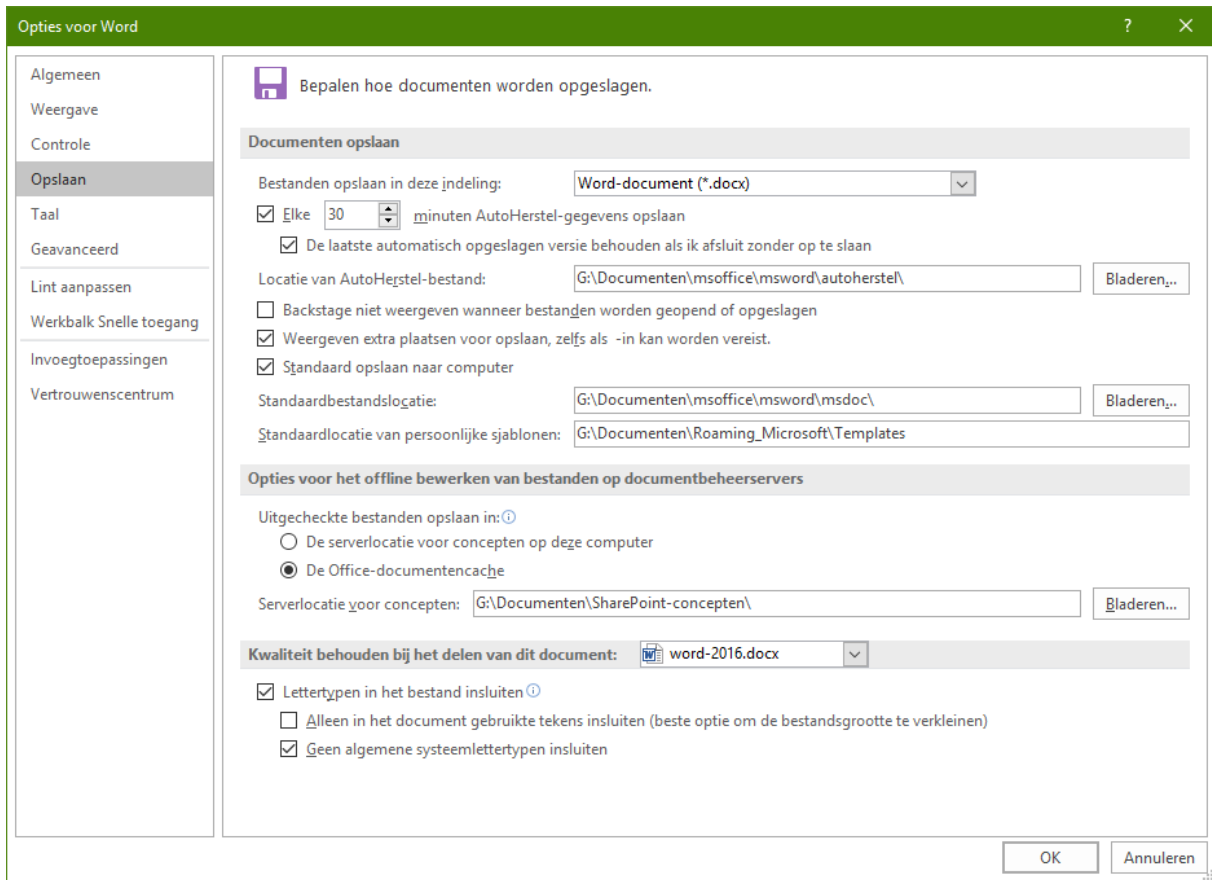 Opties voor Word
?
Algemeen
Weergave
Controle
Opslaan
Taal
Geavanceerd
Lint aanpassen
Werkbalk Snelle toegang
Invoegtoepassingen
Vertrouwenscentrum
Bepalen hoe documenten worden opgeslagen.
Documenten opslaan
Bestanden opslaan in deze indeling: Word-document (*.docx)
Elke 30 minuten AutoHerstel-gegevens opslaan
De laatste automatisch opgeslagen versie behouden als ik afsluit zonder op te slaan
Locatie van AutoHerstel-bestand: G:\Documenten\msoffice\msword\autoherstel\ Bladeren...
Backstage niet weergeven wanneer bestanden worden geopend of opgeslagen
Weergeven extra plaatsen voor opslaan, zelfs als -in kan worden vereist.
Standaard opslaan naar computer
Standaardbestandslocatie: G:\Documenten\msoffice\msword\msdoc\ Bladeren...
Standaardlocatie van persoonlijke sjablonen: G:\Documenten\Roaming_Microsoft\Templates
Opties voor het offline bewerken van bestanden op documentbeheerservers
Uitgecheckte bestanden opslaan in:
De serverlocatie voor concepten op deze computer
De Office-documentencache
Serverlocatie voor concepten: G:\Documenten\SharePoint-concepten\ Bladeren...
Kwaliteit behouden bij het delen van dit document: word-2016.docx
Lettertypen in het bestand insluiten
Alleen in het document gebruikte tekens insluiten (beste optie om de bestandsgrootte te verkleinen)
Geen algemene systeemlettertypen insluiten
OK Annuleren